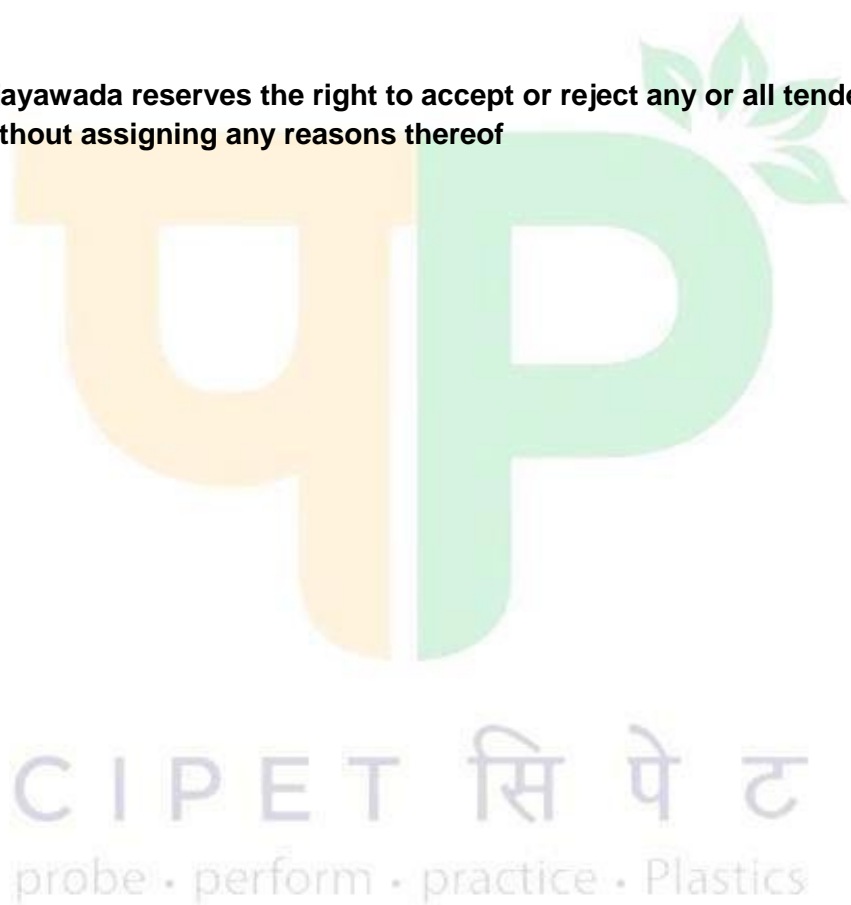 ayawada reserves the right to accept or reject any or all tende
thout assigning any reasons thereof
CIPET सिपेट
probe • perform • practice • Plastics